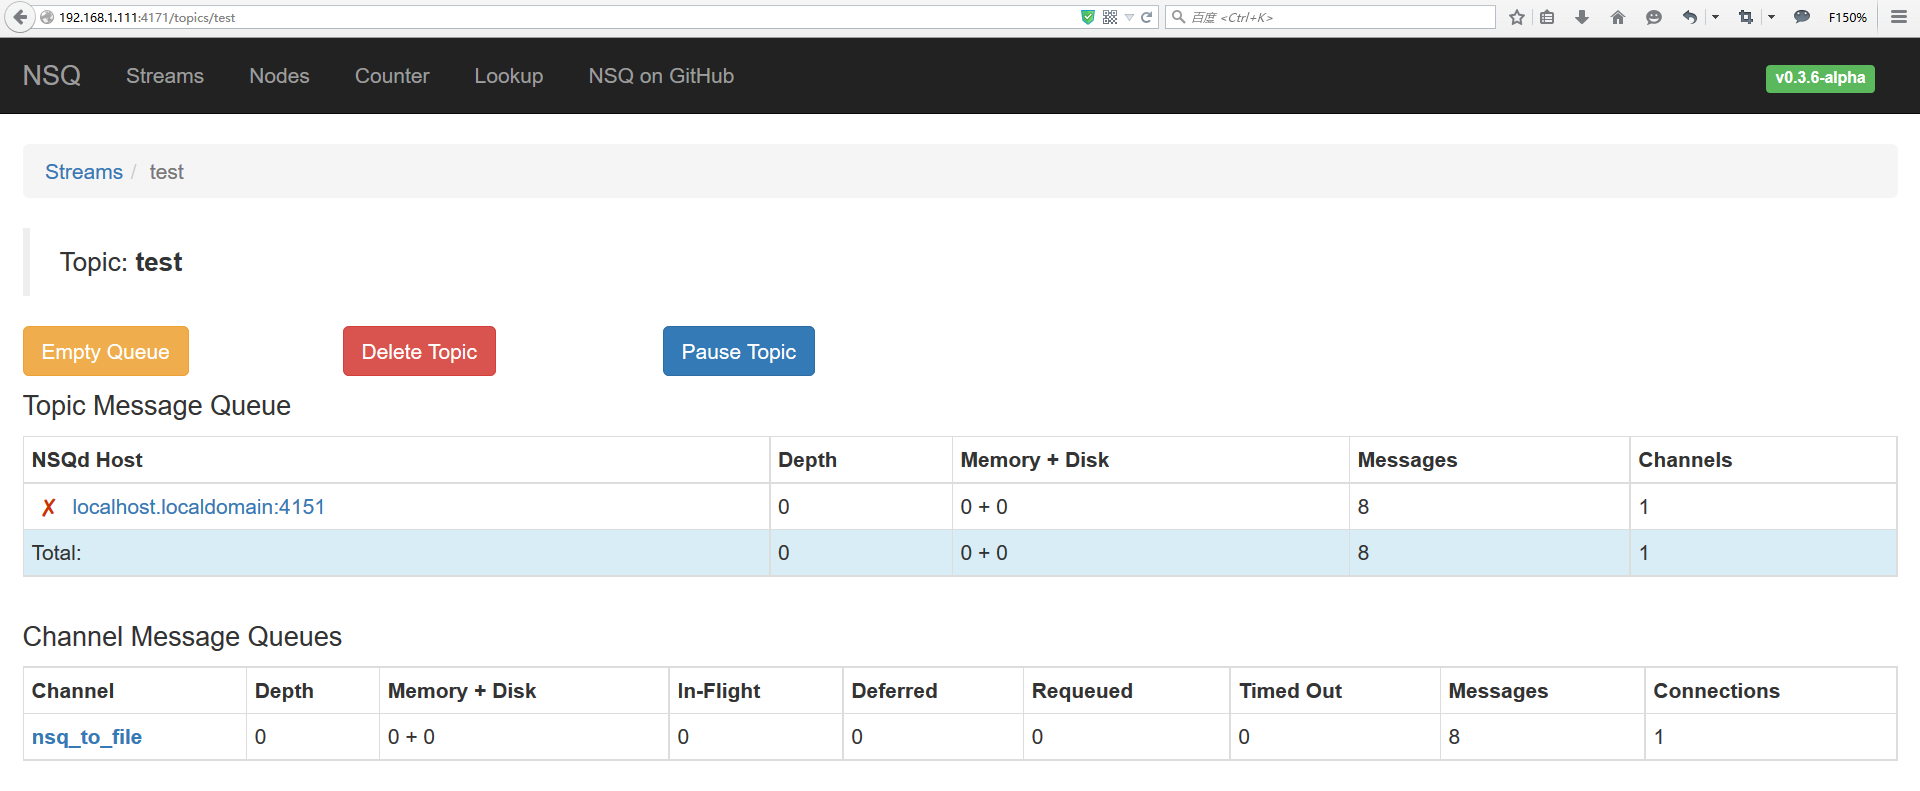 192.168.1.111:4171/topics/test 百度 <Ctrl+K> F150%
NSQ Streams Nodes Counter Lookup NSQ on GitHub v0.3.6-alpha
Streams / test
Topic: test
Empty Queue Delete Topic Pause Topic
Topic Message Queue
NSQd Host Depth Memory + Disk Messages Channels
✗ localhost.localdomain:4151 0 0 + 0 8 1
Total: 0 0 + 0 8 1
Channel Message Queues
Channel Depth Memory + Disk In-Flight Deferred Requeued Timed Out Messages Connections
nsq_to_file 0 0 + 0 0 0 0 0 8 1